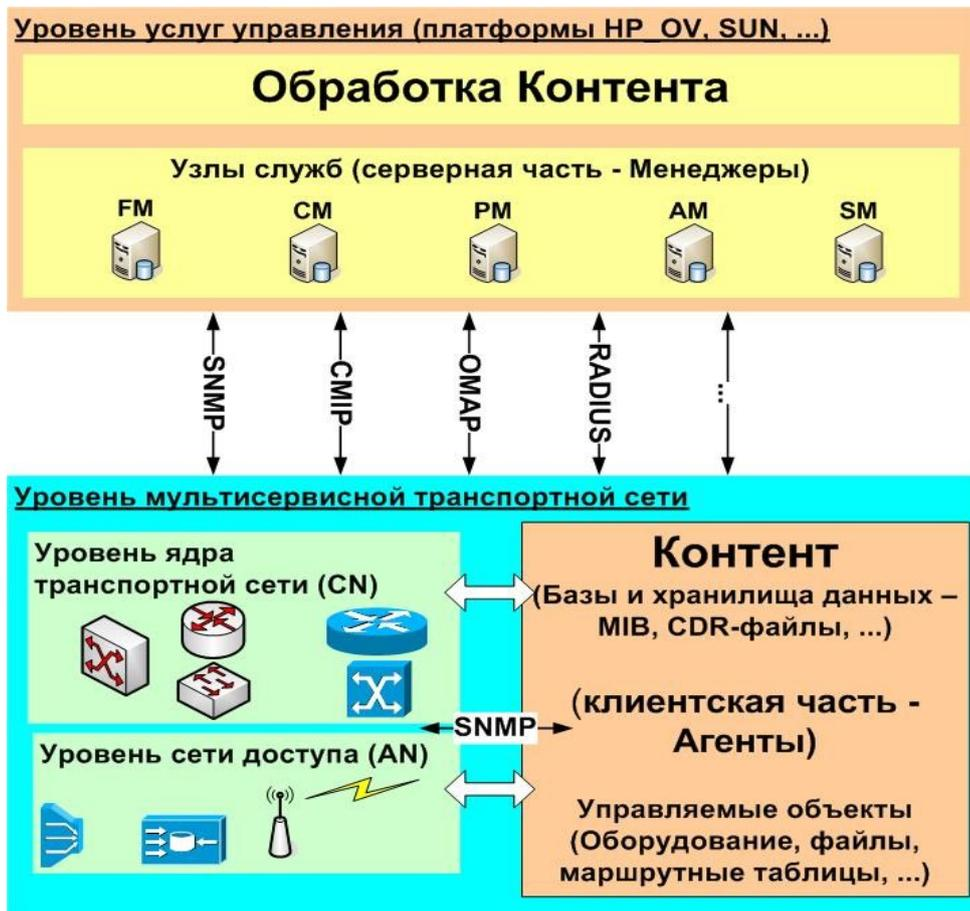 Уровень услуг управления (платформы HP_OV, SUN, ...)
Обработка Контента
Узлы служб (серверная часть - Менеджеры)
FM
CM
PM
AM
SM
SNMP
CMIP
OMAP
RADIUS
...
Уровень мультисервисной транспортной сети
Уровень ядра
транспортной сети (CN)
Контент
(Базы и хранилища данных –
MIB, CDR-файлы, ...)
(клиентская часть -
Агенты)
SNMP
Уровень сети доступа (AN)
Управляемые объекты
(Оборудование, файлы,
маршрутные таблицы, ...)